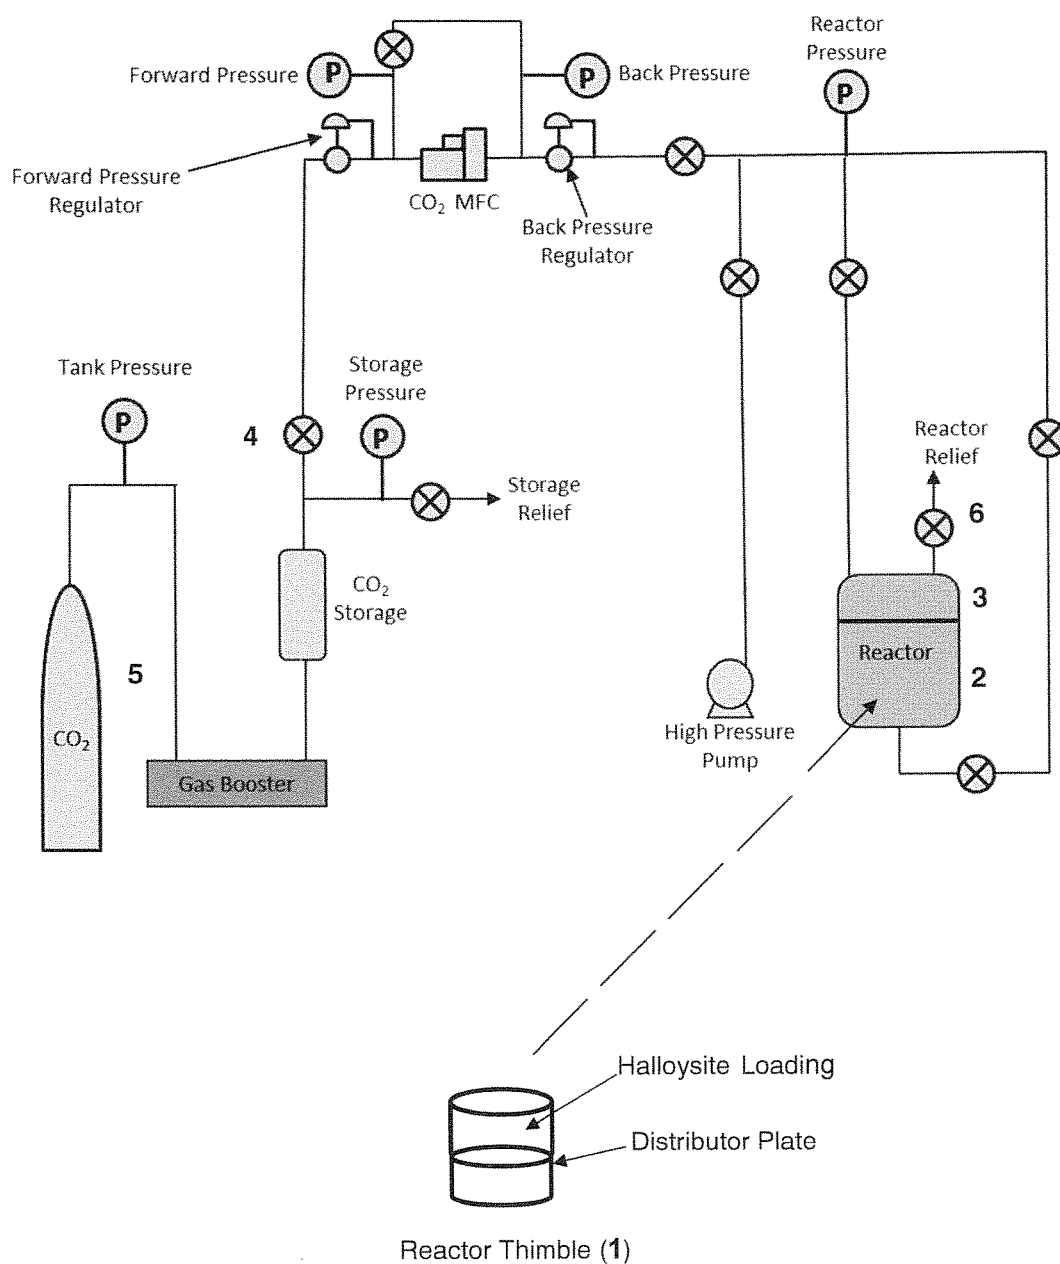 Reactor
Pressure
P
Forward Pressure
P
P
Back Pressure
Forward Pressure
Regulator
CO₂ MFC
Back Pressure
Regulator
Tank Pressure
P
Storage
Pressure
P
4
Storage
Relief
Reactor
Relief
6
CO₂
Storage
3
Reactor
2
5
CO₂
Gas Booster
High Pressure
Pump
Halloysite Loading
Distributor Plate
Reactor Thimble (1)